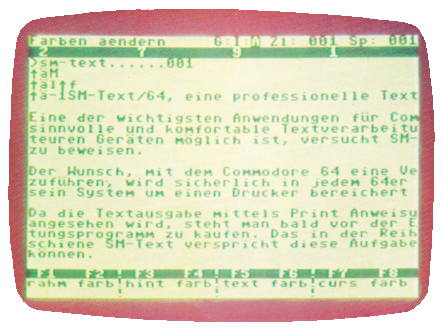 Farben aendern 6:1:A Zl: 001 Sp: 001
2 7 9 1
>sm-text......001
↑aM
↑al↑f
↑a-lSM-Text/64, eine professionelle Text
Eine der wichtigsten Anwendungen für Com
sinnvolle und komfortable Textverarbeitu
teuren Geräten möglich ist, versucht SM-
zu beweisen.
Der Wunsch, mit dem Commodore 64 eine Ve
zuführen, wird sicherlich in jedem 64er
sein System um einen Drucker bereichert
Da die Textausgabe mittels Print Anweisu
angesehen wird, steht man bald vor der E
tungsprogramm zu kaufen. Das in der Reih
schiene SM-Text verspricht diese Aufgabe
können.
F1 F2 ! F3 F4 ! F5 F6 ! F7 F8
rahm farb!hint farb!text farb!curs farb